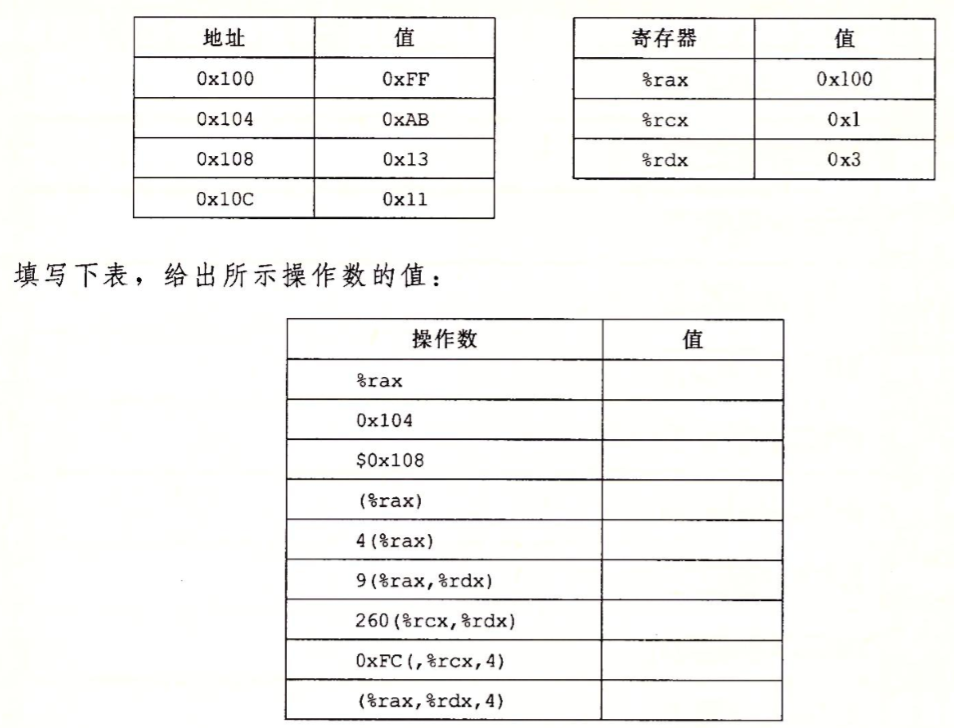 地址 值
0x100 0xFF
0x104 0xAB
0x108 0x13
0x10C 0x11
寄存器 值
%rax 0x100
%rcx 0x1
%rdx 0x3
填写下表，给出所示操作数的值：
操作数 值
%rax
0x104
$0x108
(%rax)
4(%rax)
9(%rax,%rdx)
260(%rcx,%rdx)
0xFC(,%rcx,4)
(%rax,%rdx,4)